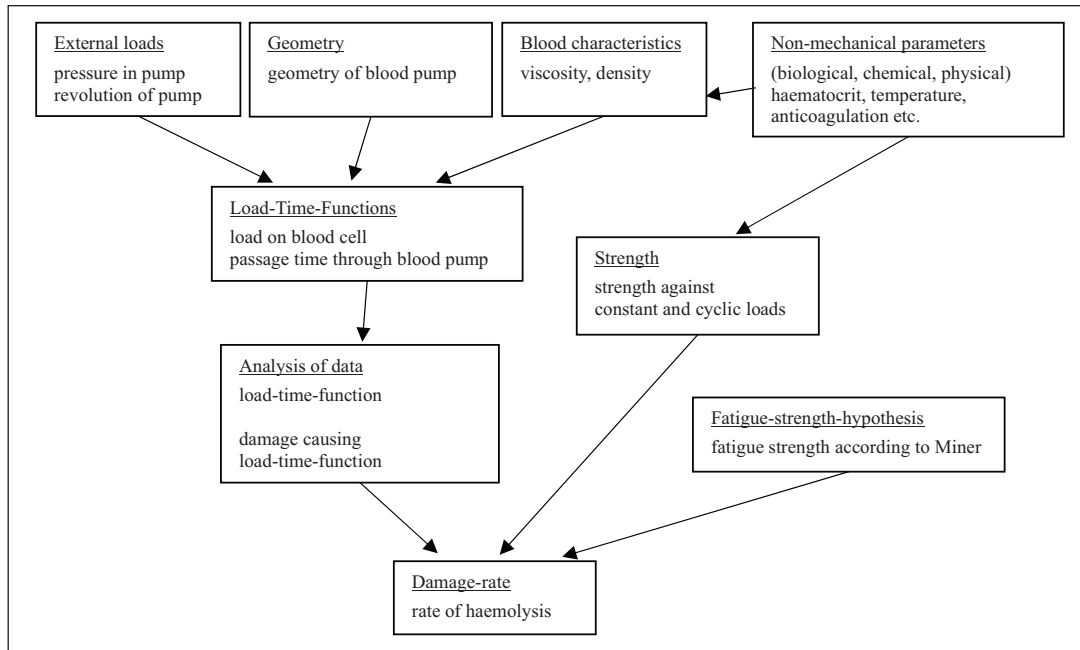 External loads
pressure in pump
revolution of pump
Geometry
geometry of blood pump
Blood characteristics
viscosity, density
Non-mechanical parameters
(biological, chemical, physical)
haematocrit, temperature,
anticoagulation etc.
Load-Time-Functions
load on blood cell
passage time through blood pump
Strength
strength against
constant and cyclic loads
Analysis of data
load-time-function
damage causing
load-time-function
Fatigue-strength-hypothesis
fatigue strength according to Miner
Damage-rate
rate of haemolysis